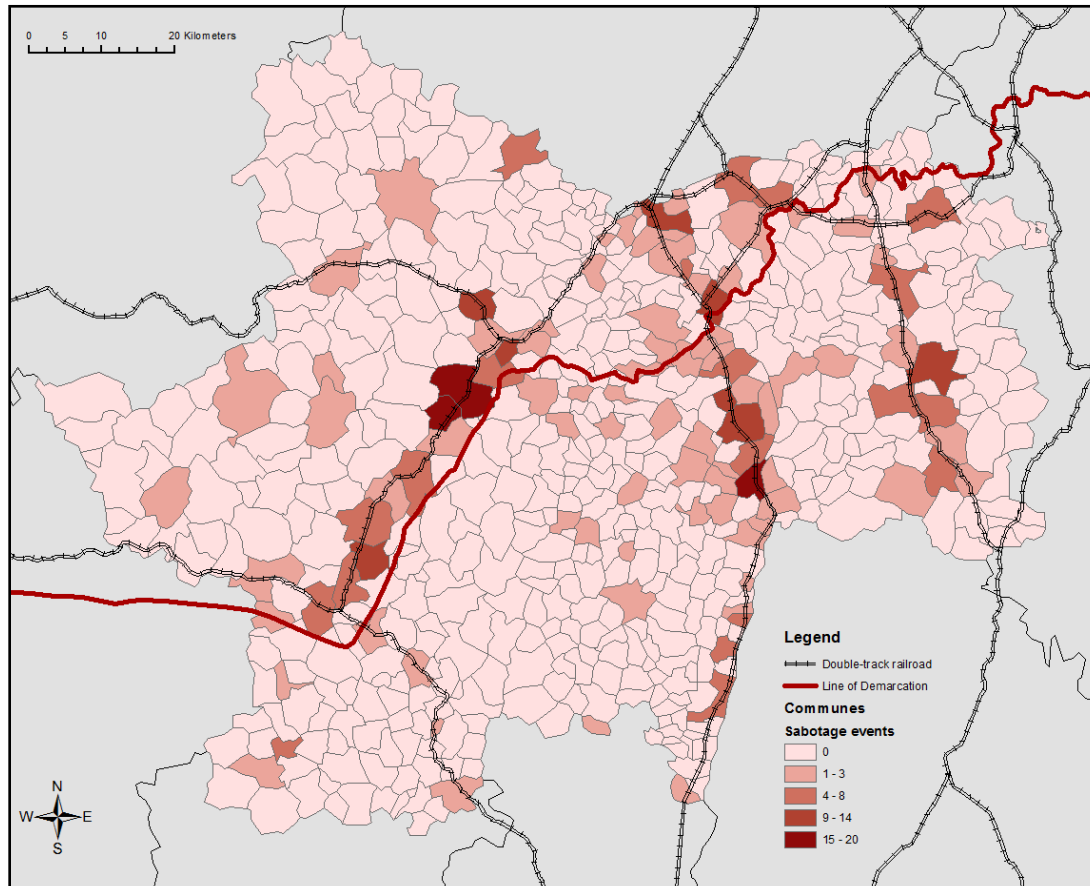 0 5 10 20 Kilometers
Legend
Double-track railroad
Line of Demarcation
Communes
Sabotage events
0
1 - 3
4 - 8
9 - 14
15 - 20
N
W E
S